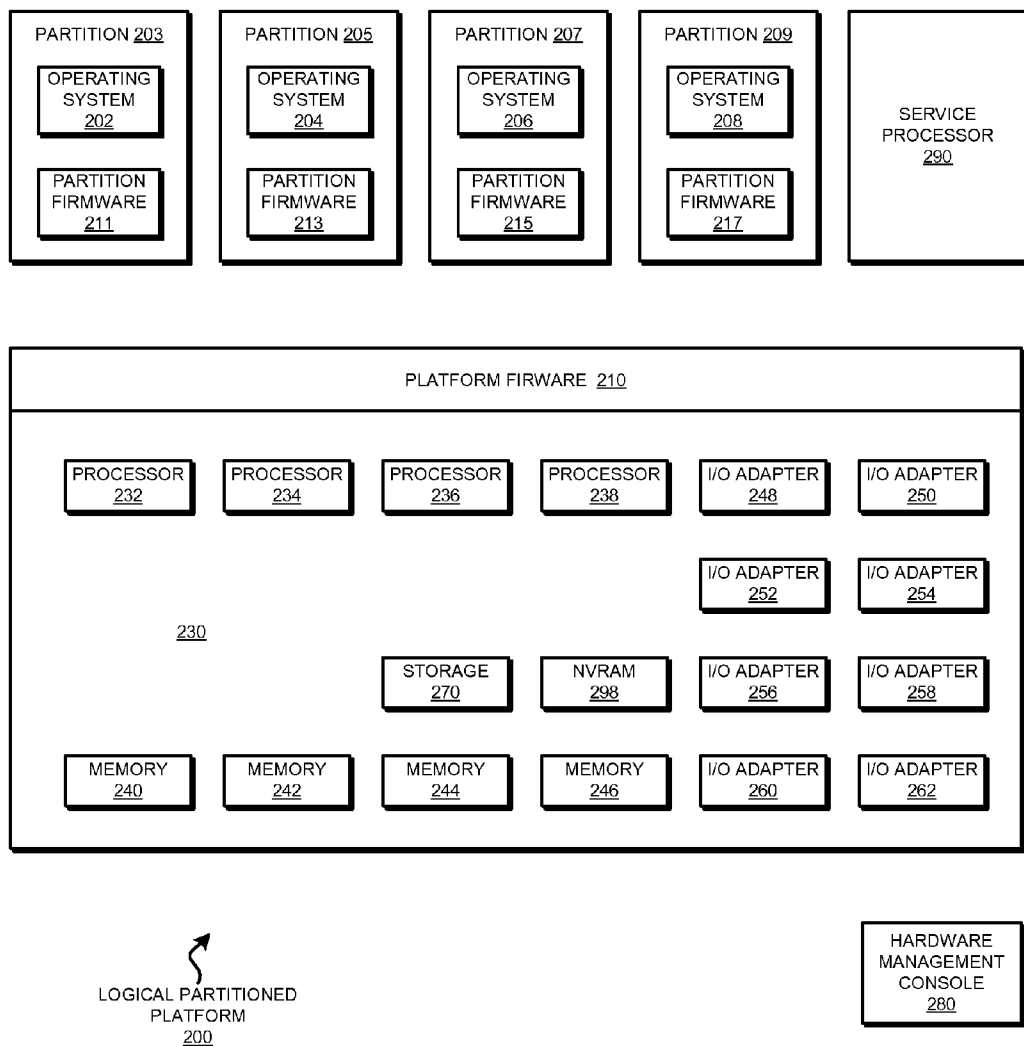 PARTITION 203
OPERATING
SYSTEM
202
PARTITION
FIRMWARE
211
PARTITION 205
OPERATING
SYSTEM
204
PARTITION
FIRMWARE
213
PARTITION 207
OPERATING
SYSTEM
206
PARTITION
FIRMWARE
215
PARTITION 209
OPERATING
SYSTEM
208
PARTITION
FIRMWARE
217
SERVICE
PROCESSOR
290
PLATFORM FIRWARE 210
PROCESSOR
232
PROCESSOR
234
PROCESSOR
236
PROCESSOR
238
I/O ADAPTER
248
I/O ADAPTER
250
I/O ADAPTER
252
I/O ADAPTER
254
230
STORAGE
270
NVRAM
298
I/O ADAPTER
256
I/O ADAPTER
258
MEMORY
240
MEMORY
242
MEMORY
244
MEMORY
246
I/O ADAPTER
260
I/O ADAPTER
262
LOGICAL PARTITIONED
PLATFORM
200
HARDWARE
MANAGEMENT
CONSOLE
280